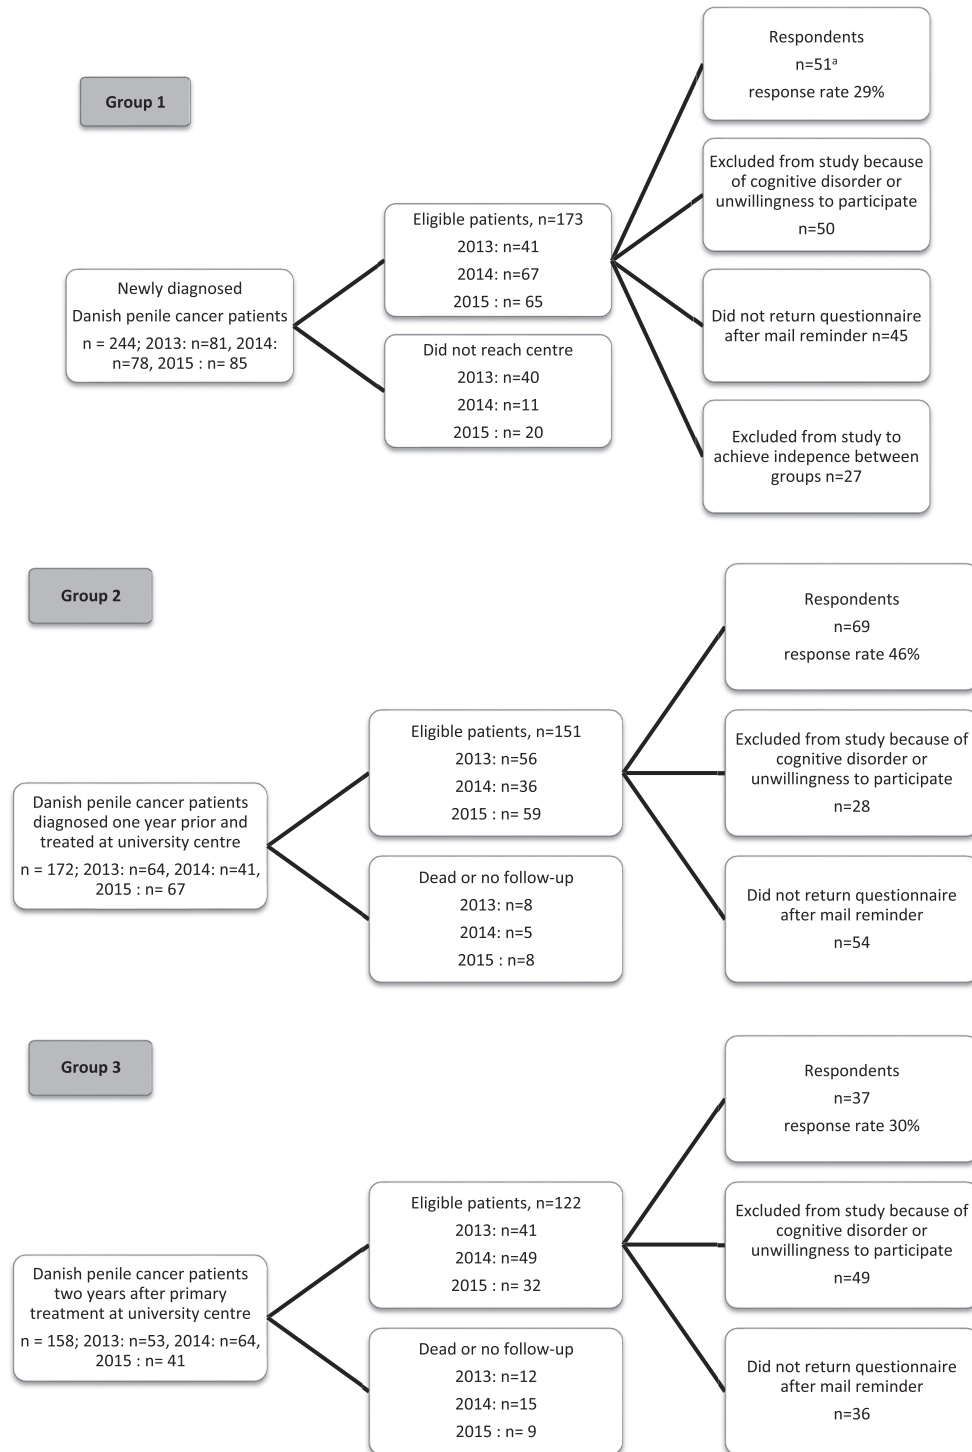 Group 1
Newly diagnosed
Danish penile cancer patients
n = 244; 2013: n=81, 2014:
n=78, 2015 : n= 85
Eligible patients, n=173
2013: n=41
2014: n=67
2015 : n= 65
Did not reach centre
2013: n=40
2014: n=11
2015 : n= 20
Respondents
n=51ᵃ
response rate 29%
Excluded from study because
of cognitive disorder or
unwillingness to participate
n=50
Did not return questionnaire
after mail reminder n=45
Excluded from study to
achieve indepence between
groups n=27
Group 2
Danish penile cancer patients
diagnosed one year prior and
treated at university centre
n = 172; 2013: n=64, 2014: n=41,
2015 : n= 67
Eligible patients, n=151
2013: n=56
2014: n=36
2015 : n= 59
Dead or no follow-up
2013: n=8
2014: n=5
2015 : n=8
Respondents
n=69
response rate 46%
Excluded from study because of
cognitive disorder or
unwillingness to participate
n=28
Did not return questionnaire
after mail reminder
n=54
Group 3
Danish penile cancer patients
two years after primary
treatment at university centre
n = 158; 2013: n=53, 2014: n=64,
2015 : n= 41
Eligible patients, n=122
2013: n=41
2014: n=49
2015 : n= 32
Dead or no follow-up
2013: n=12
2014: n=15
2015 : n= 9
Respondents
n=37
response rate 30%
Excluded from study because of
cognitive disorder or
unwillingness to participate
n=49
Did not return questionnaire
after mail reminder
n=36